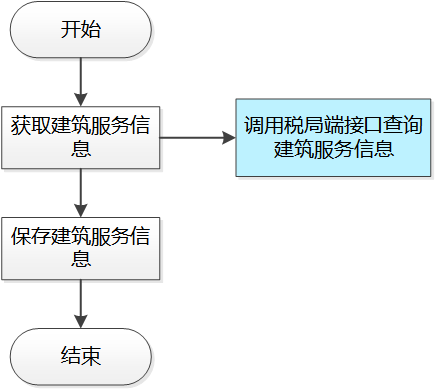 开始
获取建筑服务信
息
调用税局端接口查询
建筑服务信息
保存建筑服务信
息
结束